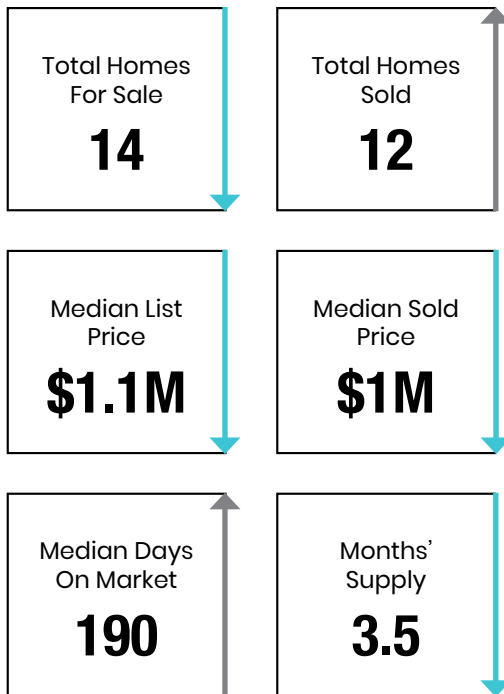 Total Homes
For Sale
14
Total Homes
Sold
12
Median List
Price
$1.1M
Median Sold
Price
$1M
Median Days
On Market
190
Months’
Supply
3.5